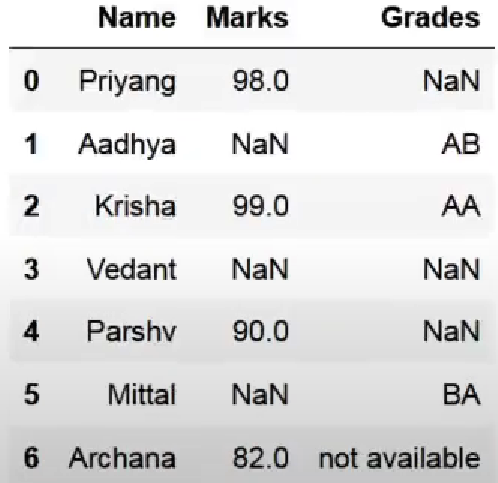 Name Marks Grades
0 Priyang 98.0 NaN
1 Aadhya NaN AB
2 Krisha 99.0 AA
3 Vedant NaN NaN
4 Parshv 90.0 NaN
5 Mittal NaN BA
6 Archana 82.0 not available